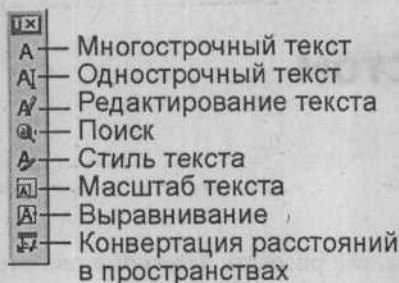 Многострочный текст
Однострочный текст
Редактирование текста
Поиск
Стиль текста
Масштаб текста
Выравнивание
Конвертация расстояний
в пространствах